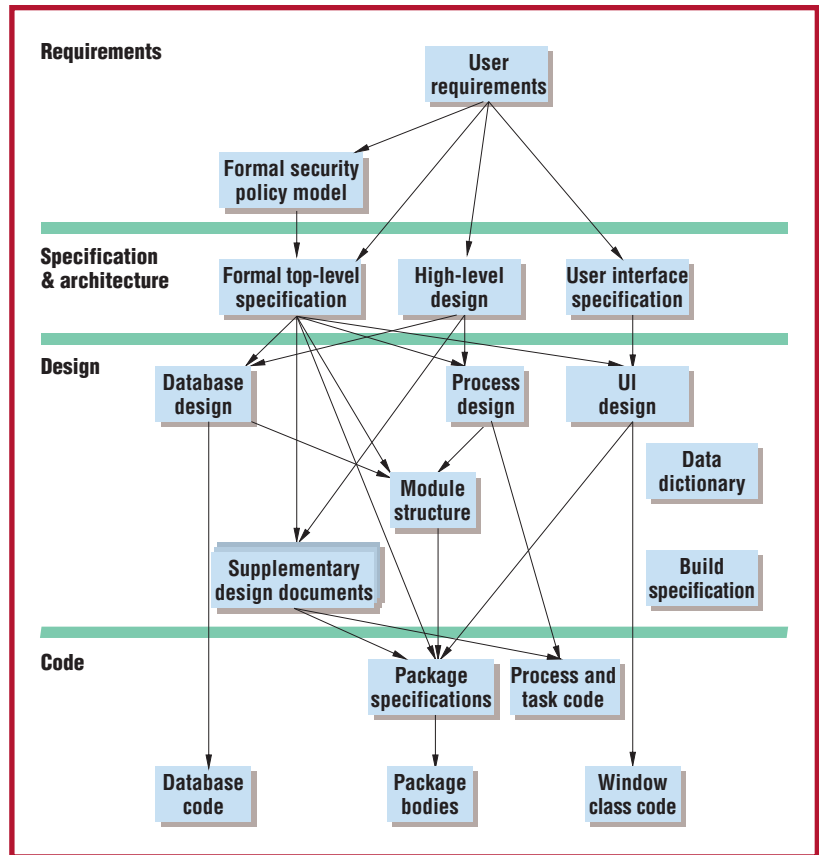 Requirements
User
requirements
Formal security
policy model
Specification
& architecture
Formal top-level
specification
High-level
design
User interface
specification
Design
Database
design
Process
design
UI
design
Data
dictionary
Module
structure
Supplementary
design documents
Build
specification
Code
Package
specifications
Process and
task code
Database
code
Package
bodies
Window
class code